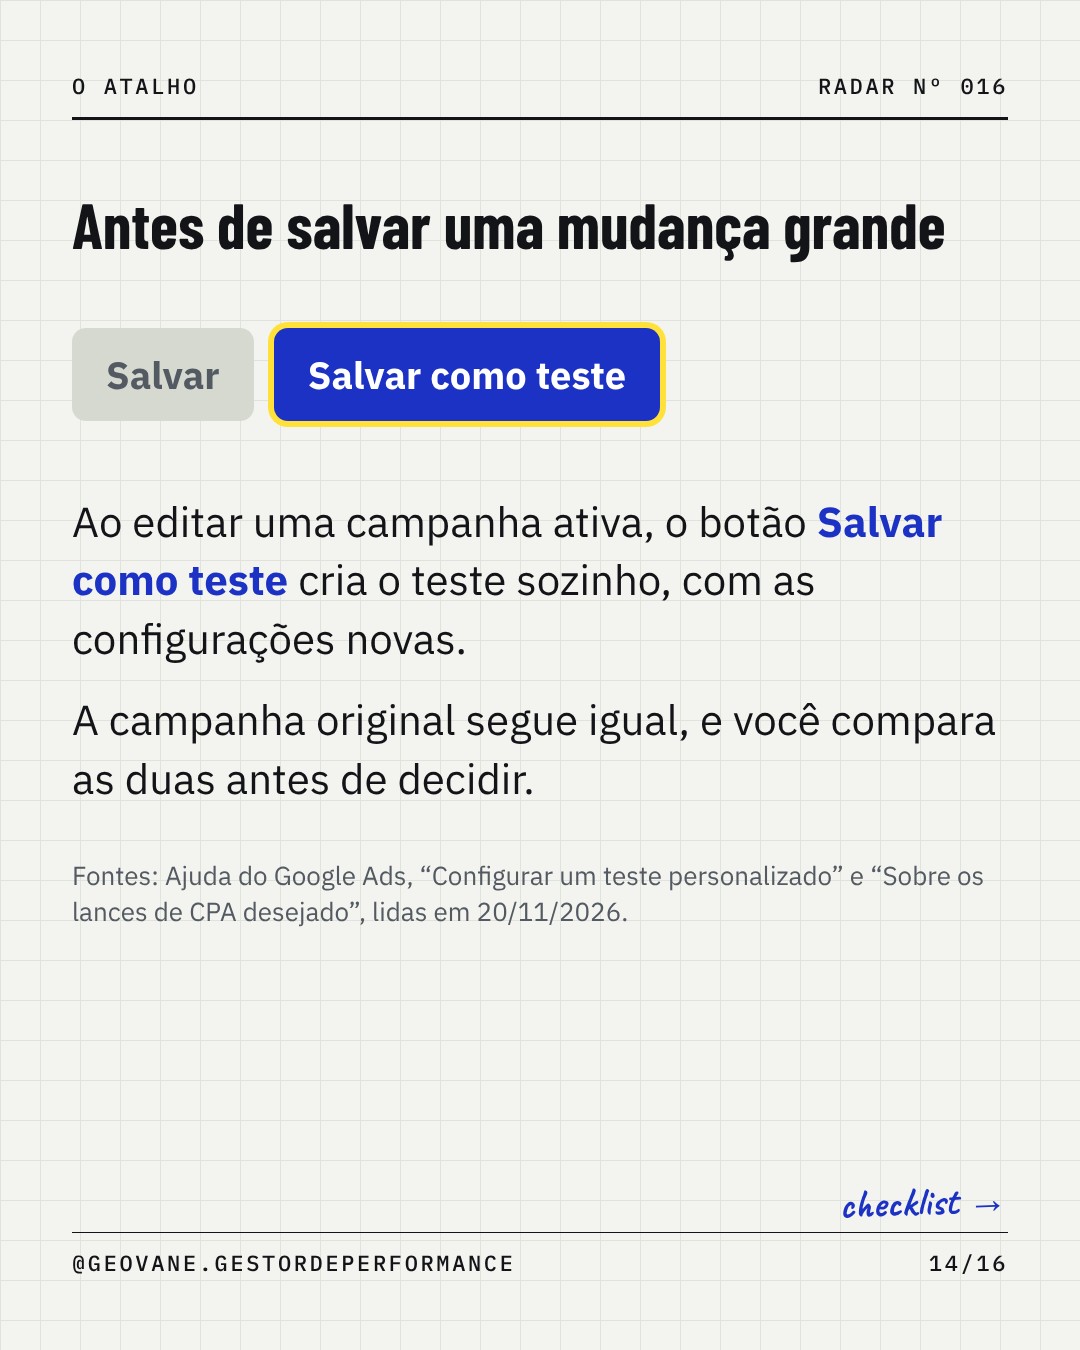 O ATALHO
RADAR Nº 016
Antes de salvar uma mudança grande
Salvar
Salvar como teste
Ao editar uma campanha ativa, o botão Salvar
como teste cria o teste sozinho, com as
configurações novas.
A campanha original segue igual, e você compara
as duas antes de decidir.
Fontes: Ajuda do Google Ads, “Configurar um teste personalizado” e “Sobre os
lances de CPA desejado”, lidas em 20/11/2026.
checklist →
@GEOVANE.GESTORDEPERFORMANCE
14/16